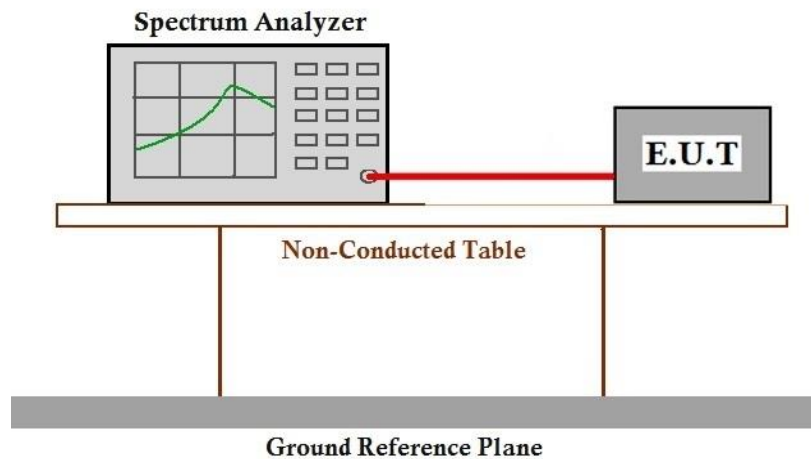 Spectrum Analyzer
E.U.T
Non-Conducted Table
Ground Reference Plane